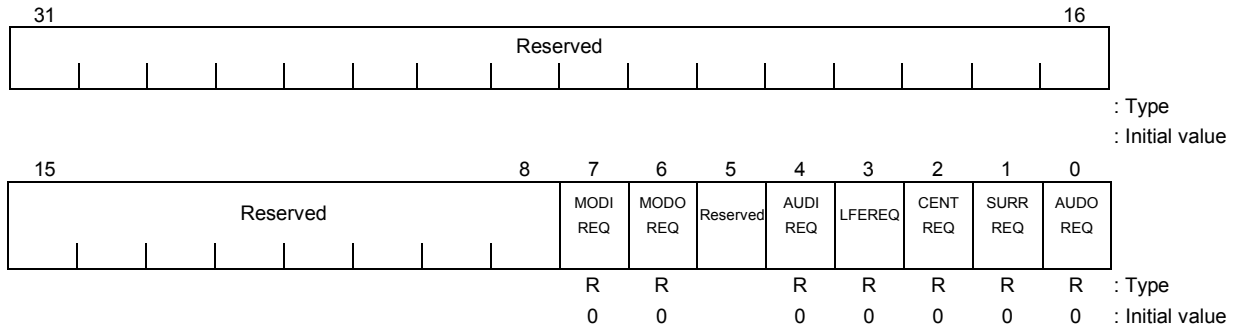 31 16
Reserved
: Type
: Initial value
15 8 7 6 5 4 3 2 1 0
Reserved MODI REQ MODO REQ Reserved AUDI REQ LFEREQ CENT REQ SURR REQ AUDO REQ
R R R R R R R : Type
0 0 0 0 0 0 0 : Initial value